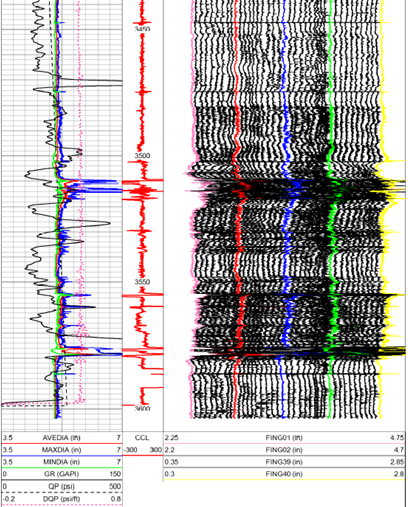 3450
3500
3550
3600
3.5 AVEDIA (in) 7
3.5 MAXDIA (in) 7
3.5 MINDIA (in) 7
0 GR (GAPI) 150
0 QP (psi) 500
-0.2 DQP (psi/ft) 0.8
CCL
-300 300
2.25 FING01 (in) 4.75
2.2 FING02 (in) 4.7
0.35 FING39 (in) 2.85
0.3 FING40 (in) 2.8